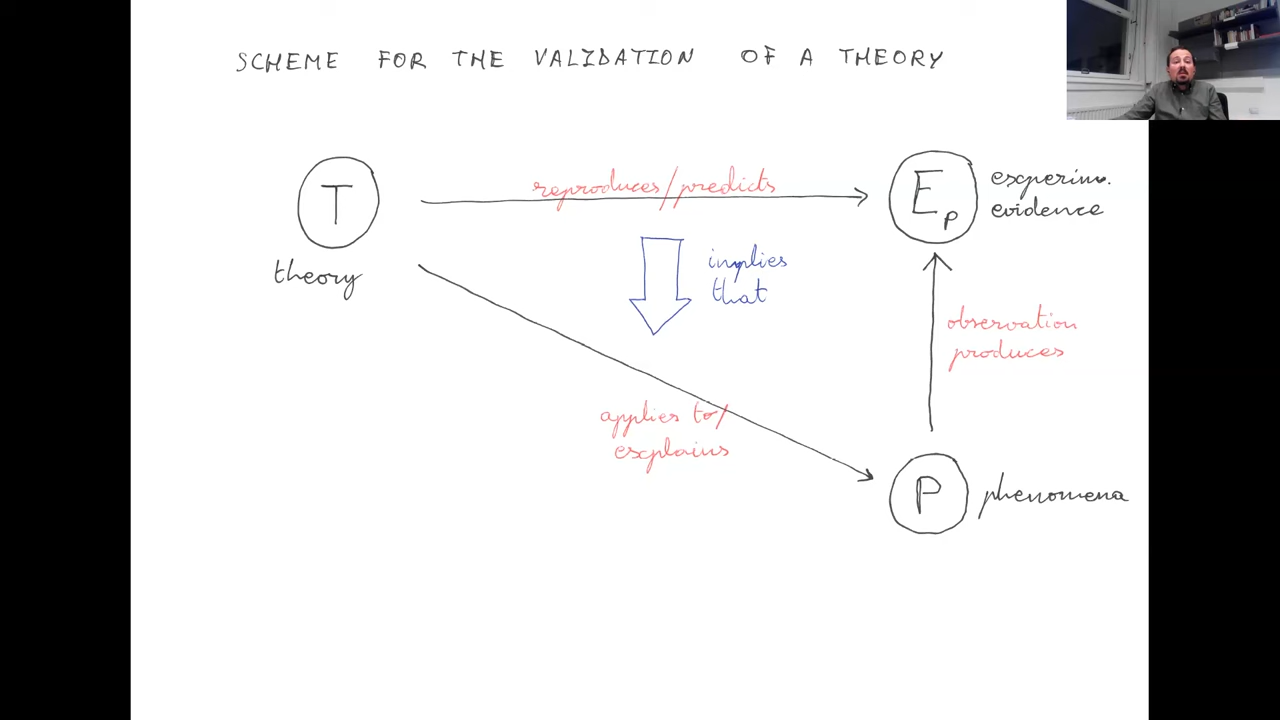 SCHEME FOR THE VALIDATION OF A THEORY
T
theory
reproduces/predicts
Ep
experim.
evidence
implies
that
observation
produces
applies to/
explains
P
phenomena